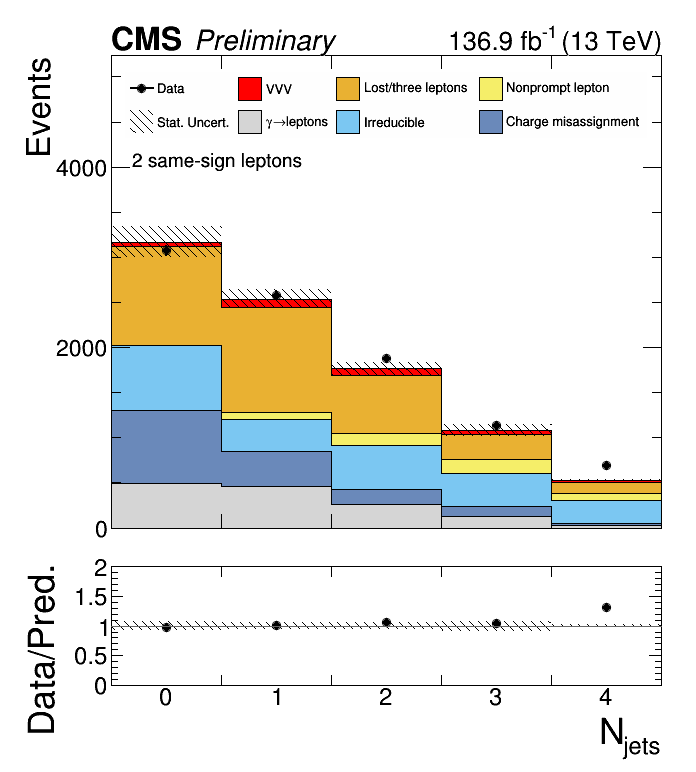 CMS Preliminary 136.9 fb⁻¹ (13 TeV)
Events
Data VVV Lost/three leptons Nonprompt lepton
Stat. Uncert. γ→leptons Irreducible Charge misassignment
2 same-sign leptons
4000
2000
0
Data/Pred.
2
1.5
1
0.5
0
0 1 2 3 4
N_jets